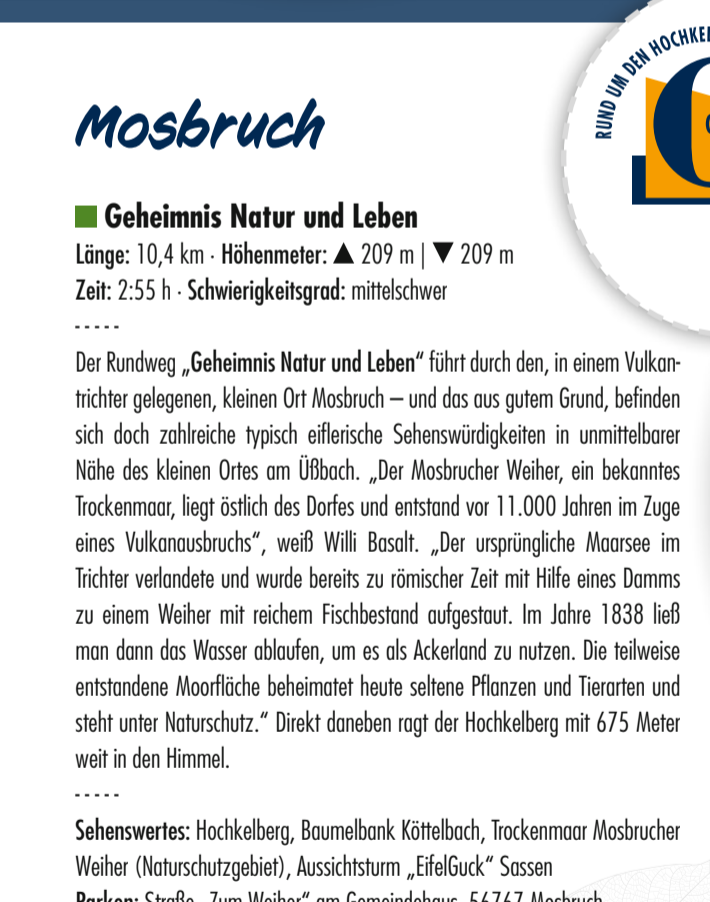 RUND UM DEN
Mosbruch
Geheimnis Natur und Leben
Länge: 10,4 km · Höhenmeter: ▲ 209 m | ▼ 209 m
Zeit: 2:55 h · Schwierigkeitsgrad: mittelschwer
- - - - -
Der Rundweg „Geheimnis Natur und Leben“ führt durch den, in einem Vulkan-
trichter gelegenen, kleinen Ort Mosbruch – und das aus gutem Grund, befinden
sich doch zahlreiche typisch eiflerische Sehenswürdigkeiten in unmittelbarer
Nähe des kleinen Ortes am Üßbach. „Der Mosbrucher Weiher, ein bekanntes
Trockenmaar, liegt östlich des Dorfes und entstand vor 11.000 Jahren im Zuge
eines Vulkanausbruchs“, weiß Willi Basalt. „Der ursprüngliche Maarsee im
Trichter verlandete und wurde bereits zu römischer Zeit mit Hilfe eines Damms
zu einem Weiher mit reichem Fischbestand aufgestaut. Im Jahre 1838 ließ
man dann das Wasser ablaufen, um es als Ackerland zu nutzen. Die teilweise
entstandene Moorfläche beheimatet heute seltene Pflanzen und Tierarten und
steht unter Naturschutz.“ Direkt daneben ragt der Hochkelberg mit 675 Meter
weit in den Himmel.
- - - - -
Sehenswertes: Hochkelberg, Baumelbank Köttelbach, Trockenmaar Mosbrucher
Weiher (Naturschutzgebiet), Aussichtsturm „EifelGuck“ Sassen
Parken: Straße „Zum Weiher“ am Gemeindehaus, 56767 Mosbruch